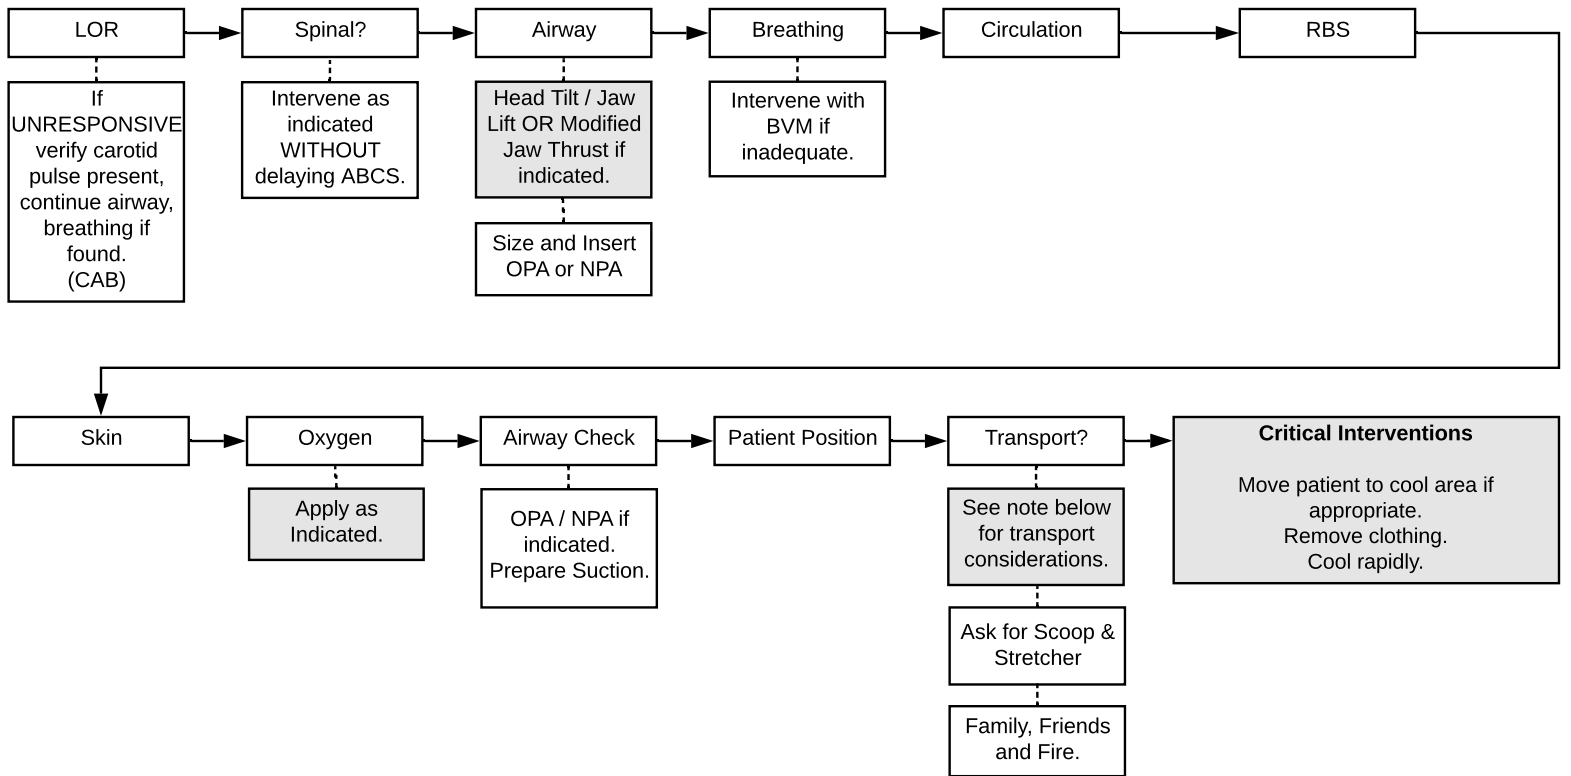 LOR
Spinal?
Airway
Breathing
Circulation
RBS
If
UNRESPONSIVE
verify carotid
pulse present,
continue airway,
breathing if
found.
(CAB)
Intervene as
indicated
WITHOUT
delaying ABCS.
Head Tilt / Jaw
Lift OR Modified
Jaw Thrust if
indicated.
Size and Insert
OPA or NPA
Intervene with
BVM if
inadequate.
Skin
Oxygen
Airway Check
Patient Position
Transport?
Critical Interventions
Move patient to cool area if
appropriate.
Remove clothing.
Cool rapidly.
Apply as
Indicated.
OPA / NPA if
indicated.
Prepare Suction.
See note below
for transport
considerations.
Ask for Scoop &
Stretcher
Family, Friends
and Fire.